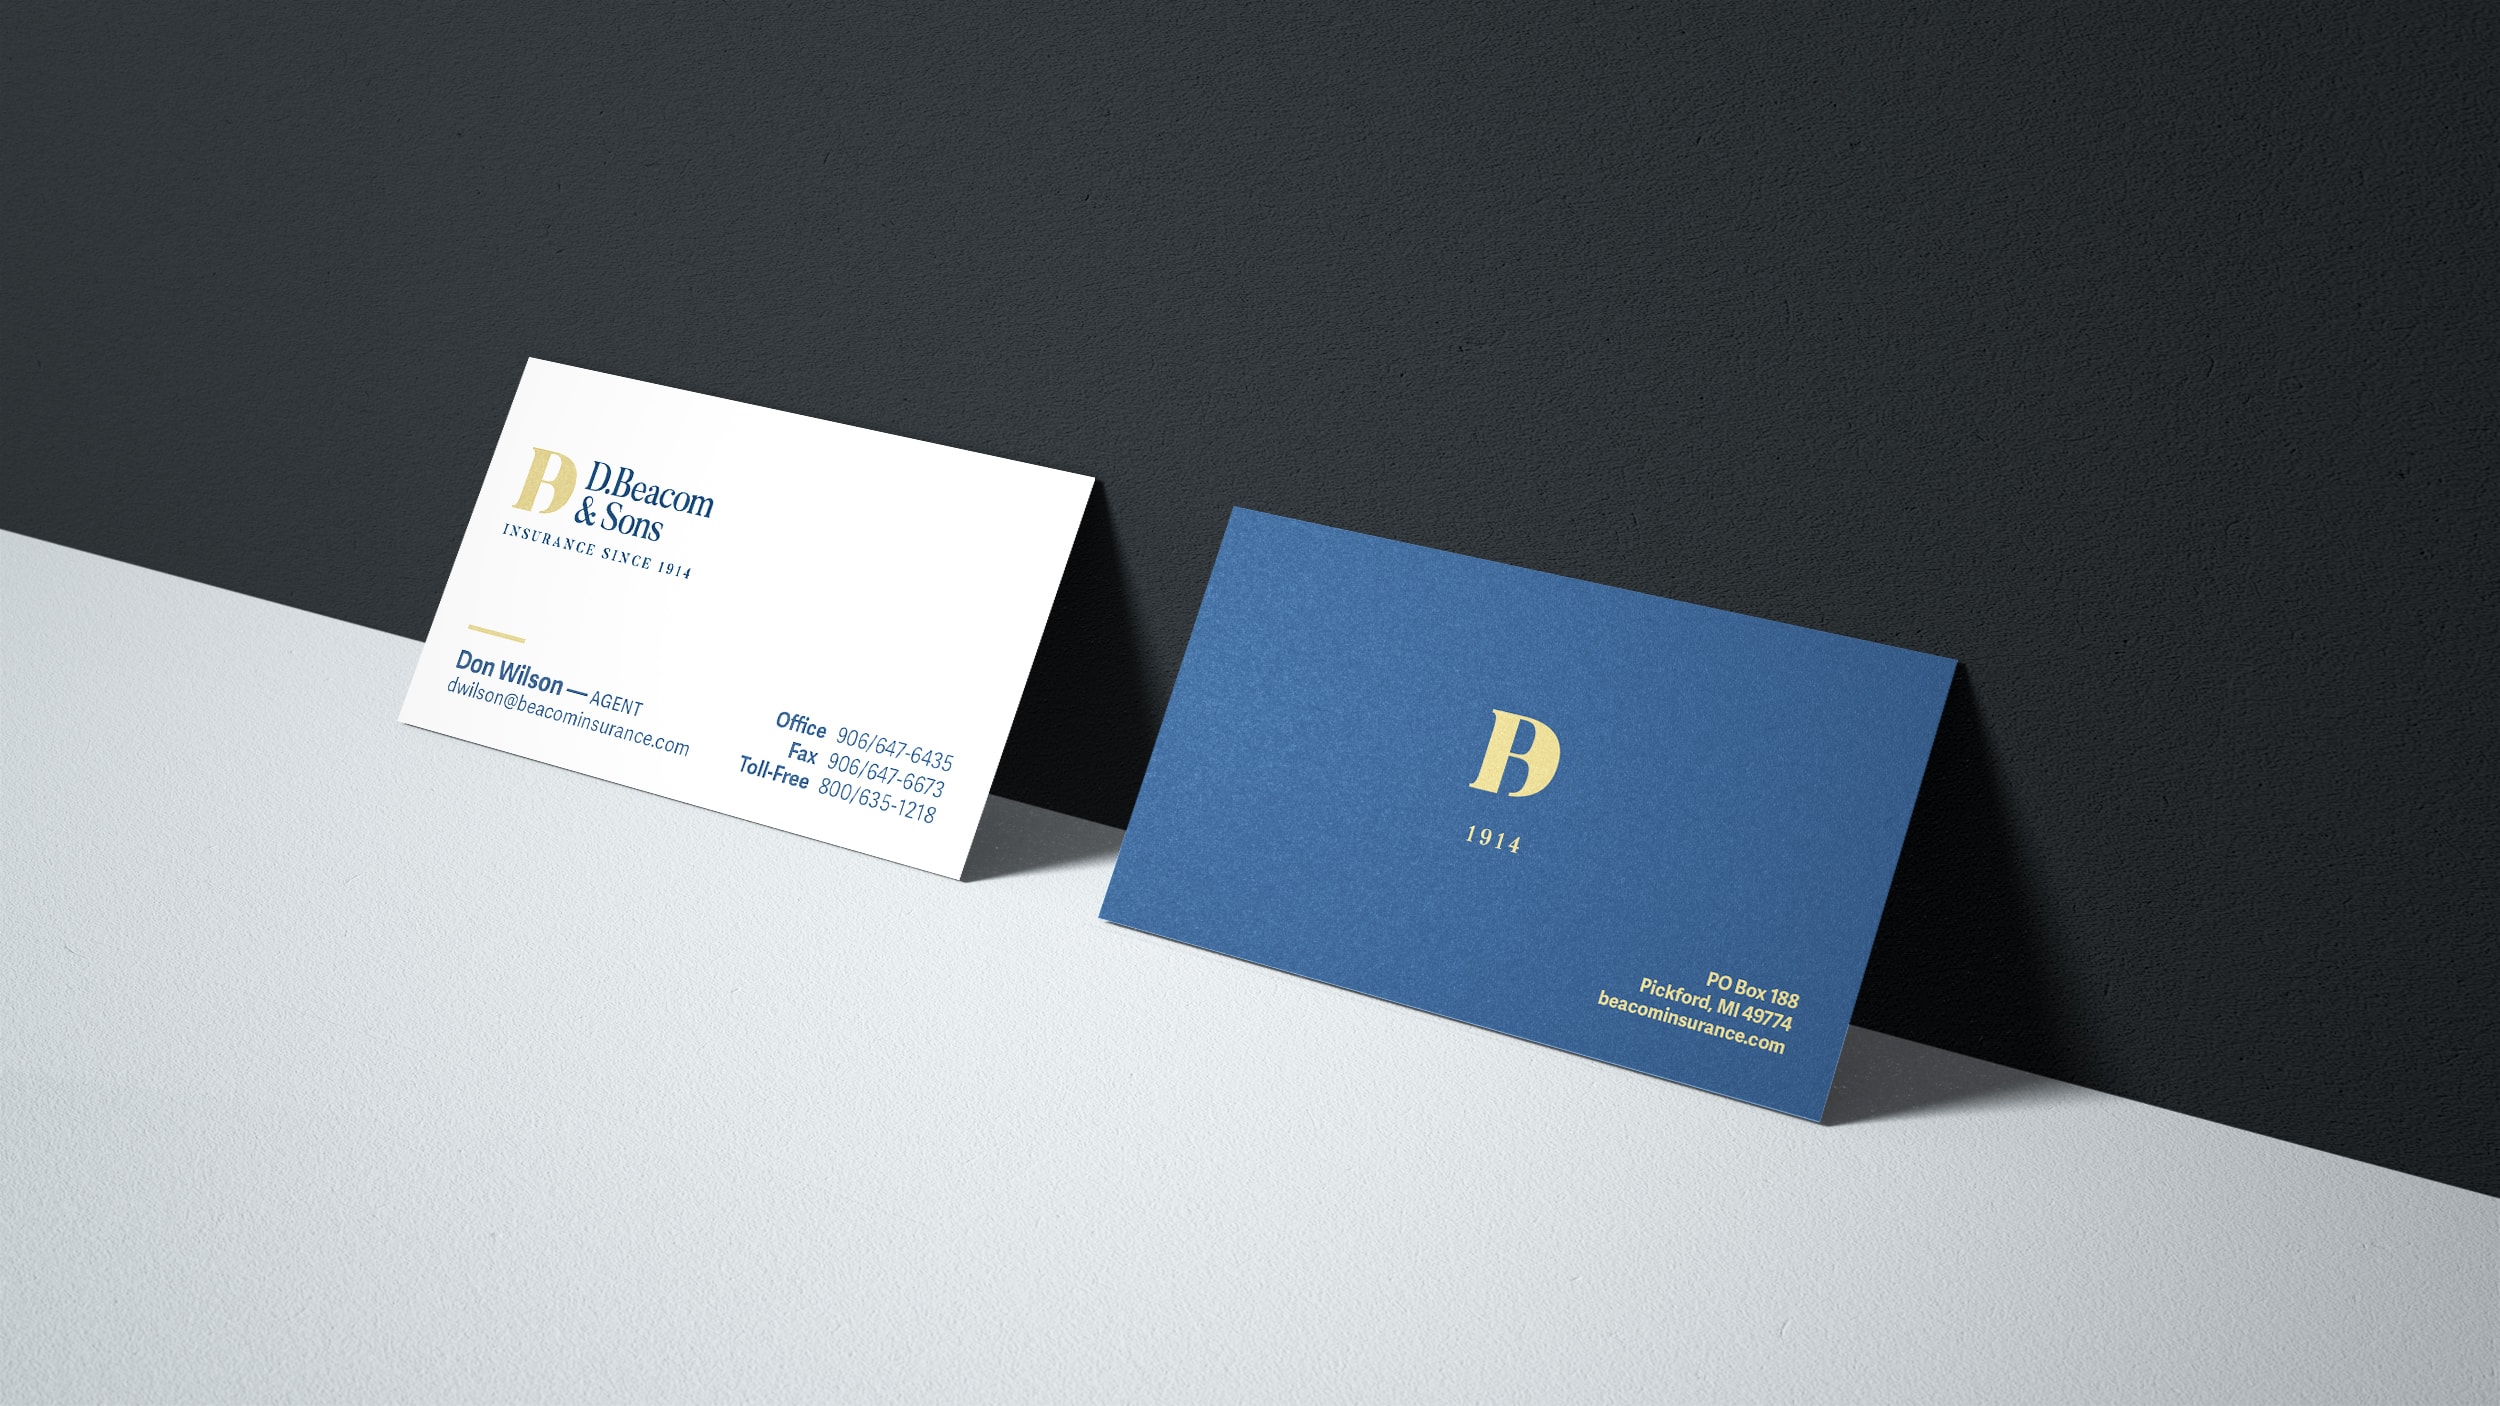 D.Beacom
& Sons
INSURANCE SINCE 1914
Don Wilson — AGENT
dwilson@beacominsurance.com
Office 906/647-6435
Fax 906/647-6673
Toll-Free 800/635-1218
B
1914
PO Box 188
Pickford, MI 49774
beacominsurance.com